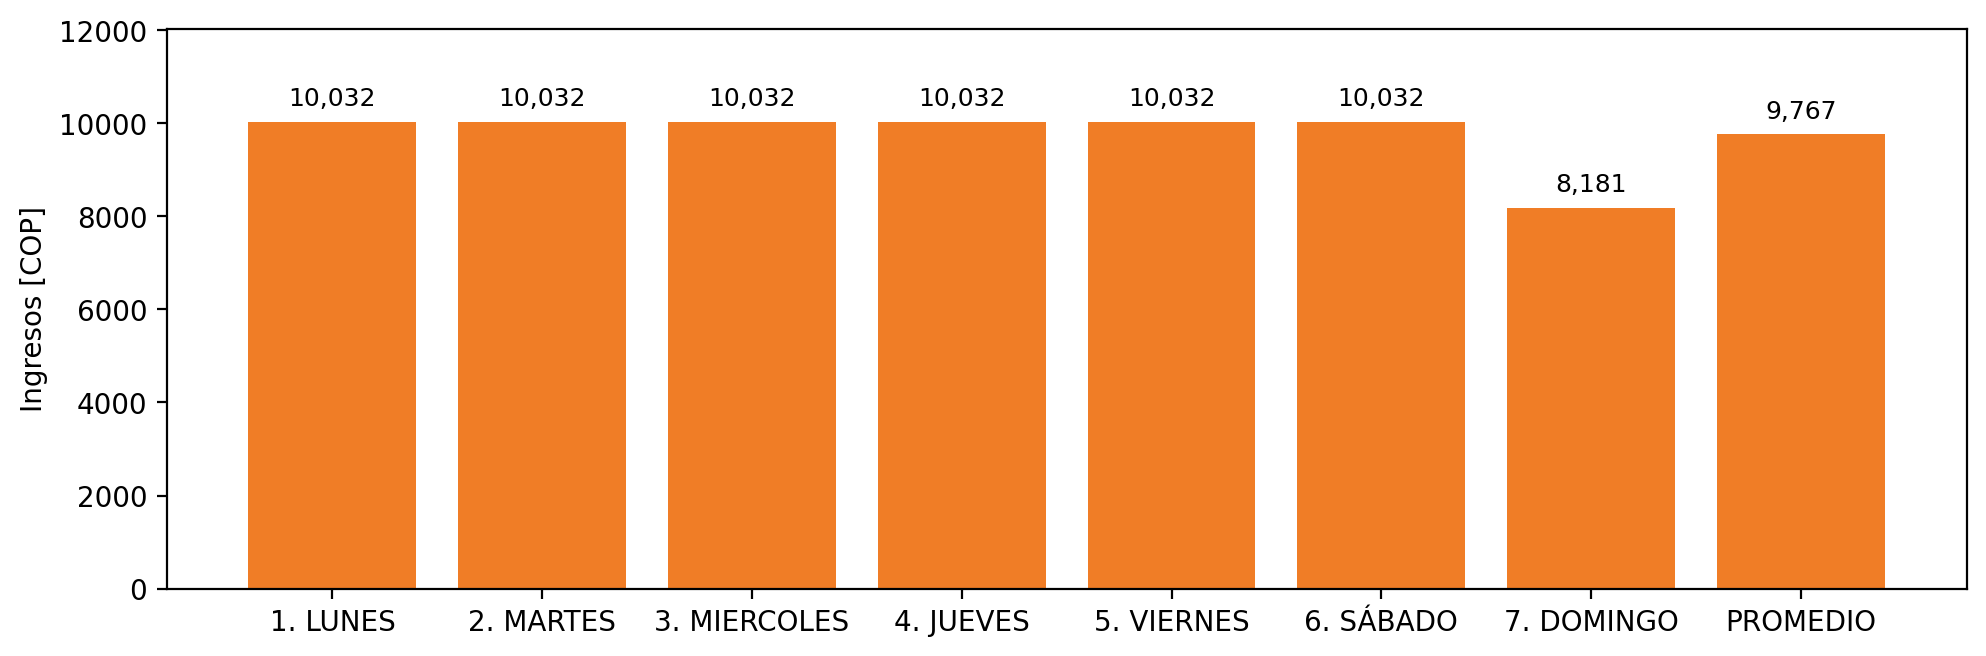 Ingresos [COP]
12000
10000
8000
6000
4000
2000
0
10,032
10,032
10,032
10,032
10,032
10,032
8,181
9,767
1. LUNES
2. MARTES
3. MIERCOLES
4. JUEVES
5. VIERNES
6. SÁBADO
7. DOMINGO
PROMEDIO